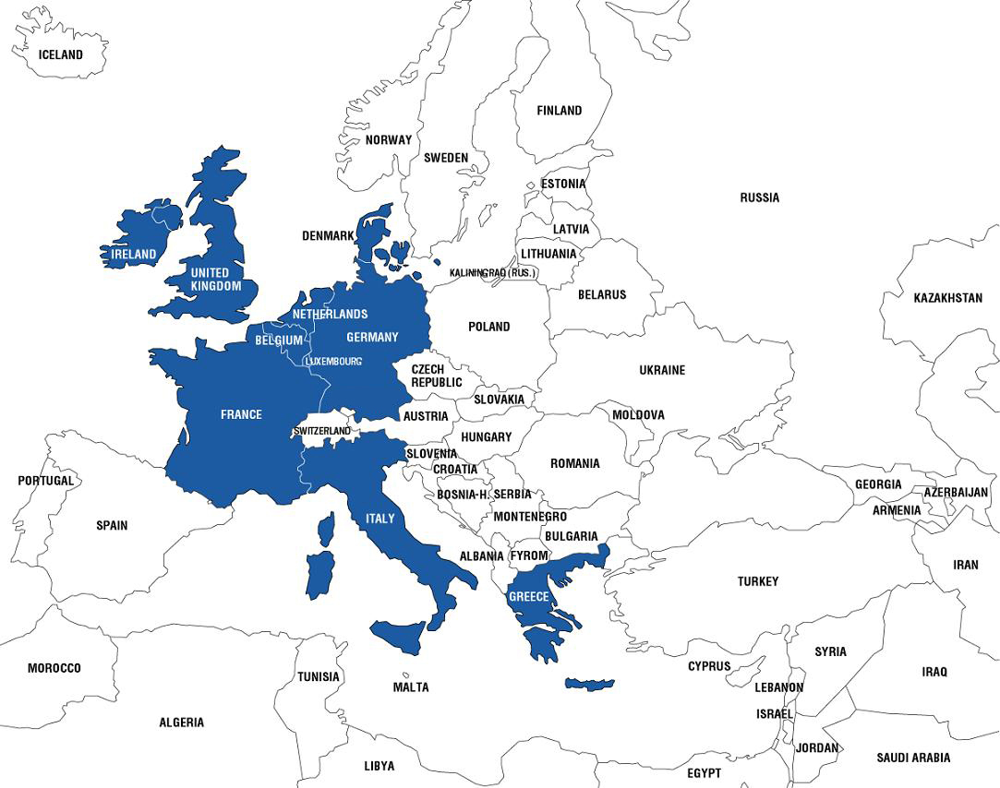 ICELAND
FINLAND
NORWAY
SWEDEN
ESTONIA
RUSSIA
LATVIA
DENMARK
LITHUANIA
IRELAND
UNITED
KINGDOM
KALININGRAD (RUS.)
BELARUS
KAZAKHSTAN
NETHERLANDS
POLAND
BELGIUM
GERMANY
LUXEMBOURG
CZECH
REPUBLIC
UKRAINE
SLOVAKIA
FRANCE
AUSTRIA
MOLDOVA
SWITZERLAND
HUNGARY
SLOVENIA
CROATIA
ROMANIA
PORTUGAL
GEORGIA
AZERBAIJAN
BOSNIA-H.
SERBIA
ARMENIA
SPAIN
ITALY
MONTENEGRO
BULGARIA
ALBANIA
FYROM
IRAN
TURKEY
GREECE
SYRIA
MOROCCO
CYPRUS
IRAQ
TUNISIA
MALTA
LEBANON
ISRAEL
ALGERIA
JORDAN
SAUDI ARABIA
LIBYA
EGYPT